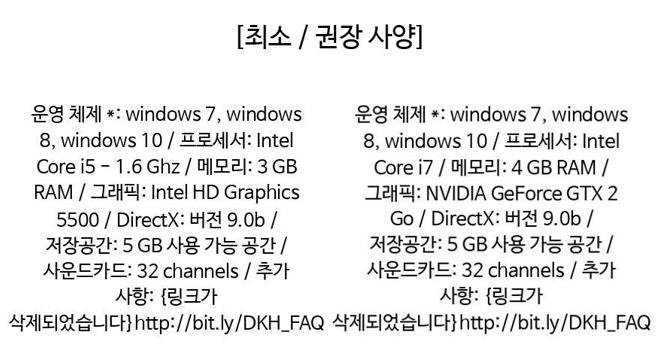 [최소 / 권장 사양]
운영 체제 *: windows 7, windows
8, windows 10 / 프로세서: Intel
Core i5 – 1.6 Ghz / 메모리: 3 GB
RAM / 그래픽: Intel HD Graphics
5500 / DirectX: 버전 9.0b /
저장공간: 5 GB 사용 가능 공간 /
사운드카드: 32 channels / 추가
사항: {링크가
삭제되었습니다}http://bit.ly/DKH_FAQ
운영 체제 *: windows 7, windows
8, windows 10 / 프로세서: Intel
Core i7 / 메모리: 4 GB RAM /
그래픽: NVIDIA GeForce GTX 2
Go / DirectX: 버전 9.0b /
저장공간: 5 GB 사용 가능 공간 /
사운드카드: 32 channels / 추가
사항: {링크가
삭제되었습니다}http://bit.ly/DKH_FAQ